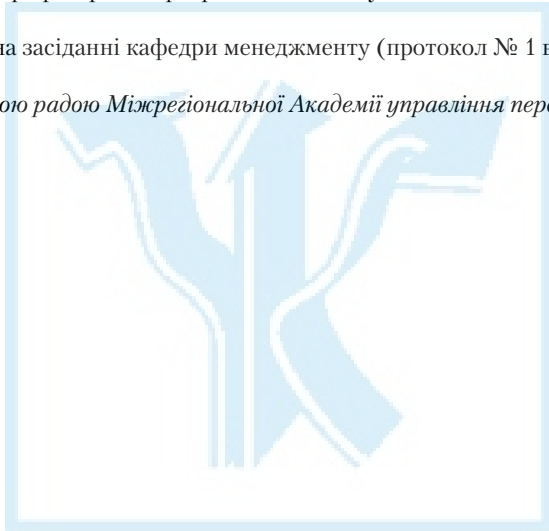 на засіданні кафедри менеджменту (протокол № 1 в
ою радою Міжрегіональної Академії управління перс